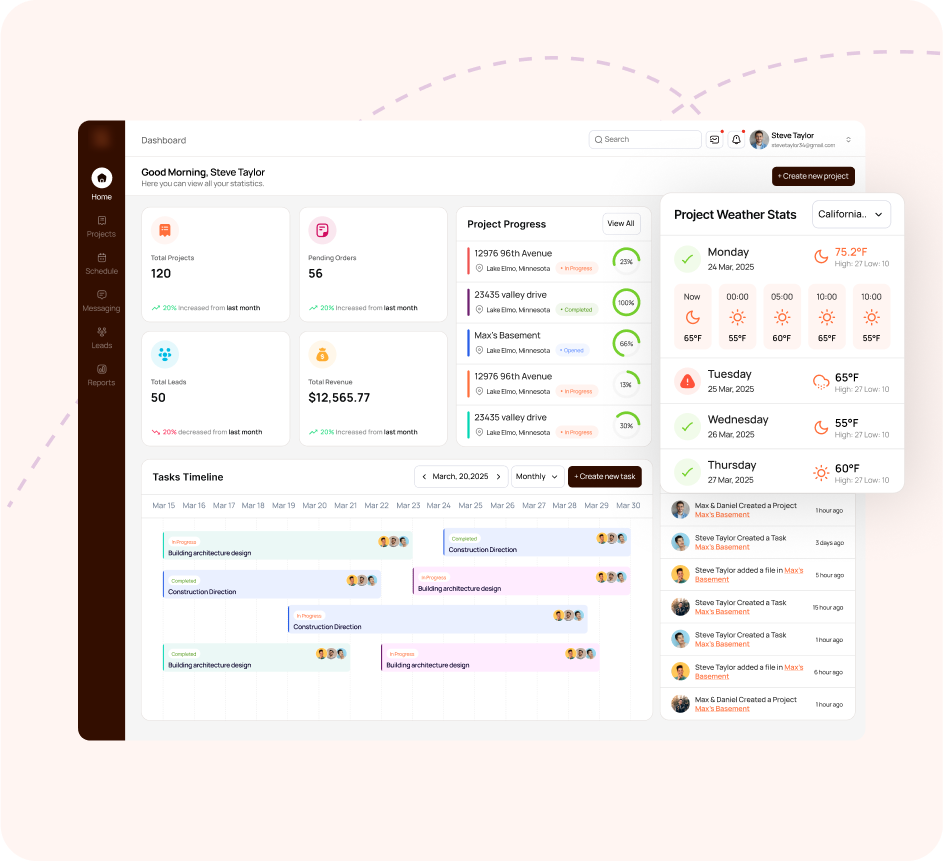 Dashboard
Search
Steve Taylor
stevetaylor34@gmail.com
Good Morning, Steve Taylor
Here you can view all your statistics.
+ Create new project
Home
Projects
Schedule
Messaging
Leads
Reports
Total Projects
120
20% Increased from last month
Pending Orders
56
20% Increased from last month
Total Leads
50
20% decreased from last month
Total Revenue
$12,565.77
20% Increased from last month
Project Progress
View All
12976 96th Avenue
Lake Elmo, Minnesota
In Progress
23%
23435 valley drive
Lake Elmo, Minnesota
Completed
100%
Max's Basement
Lake Elmo, Minnesota
Opened
66%
12976 96th Avenue
Lake Elmo, Minnesota
In Progress
13%
23435 valley drive
Lake Elmo, Minnesota
In Progress
30%
Project Weather Stats
California..
Monday
24 Mar, 2025
75.2°F
High: 27 Low: 10
Now
65°F
00:00
55°F
05:00
60°F
10:00
65°F
10:00
55°F
Tuesday
25 Mar, 2025
65°F
High: 27 Low: 10
Wednesday
26 Mar, 2025
55°F
High: 27 Low: 10
Thursday
27 Mar, 2025
60°F
High: 27 Low: 10
Tasks Timeline
< March, 20,2025 >
Monthly
+ Create new task
Mar 15 Mar 16 Mar 17 Mar 18 Mar 19 Mar 20 Mar 21 Mar 22 Mar 23 Mar 24 Mar 25 Mar 26 Mar 27 Mar 28 Mar 29 Mar 30
In Progress
Building architecture design
Completed
Construction Direction
Completed
Construction Direction
In Progress
Building architecture design
In Progress
Construction Direction
Completed
Building architecture design
In Progress
Building architecture design
Max & Daniel Created a Project
Max's Basement
1 hour ago
Steve Taylor Created a Task
Max's Basement
3 days ago
Steve Taylor added a file in Max's
Basement
5 hour ago
Steve Taylor Created a Task
Max's Basement
15 hour ago
Steve Taylor Created a Task
Max's Basement
1 hour ago
Steve Taylor added a file in Max's
Basement
6 hour ago
Max & Daniel Created a Project
Max's Basement
1 hour ago